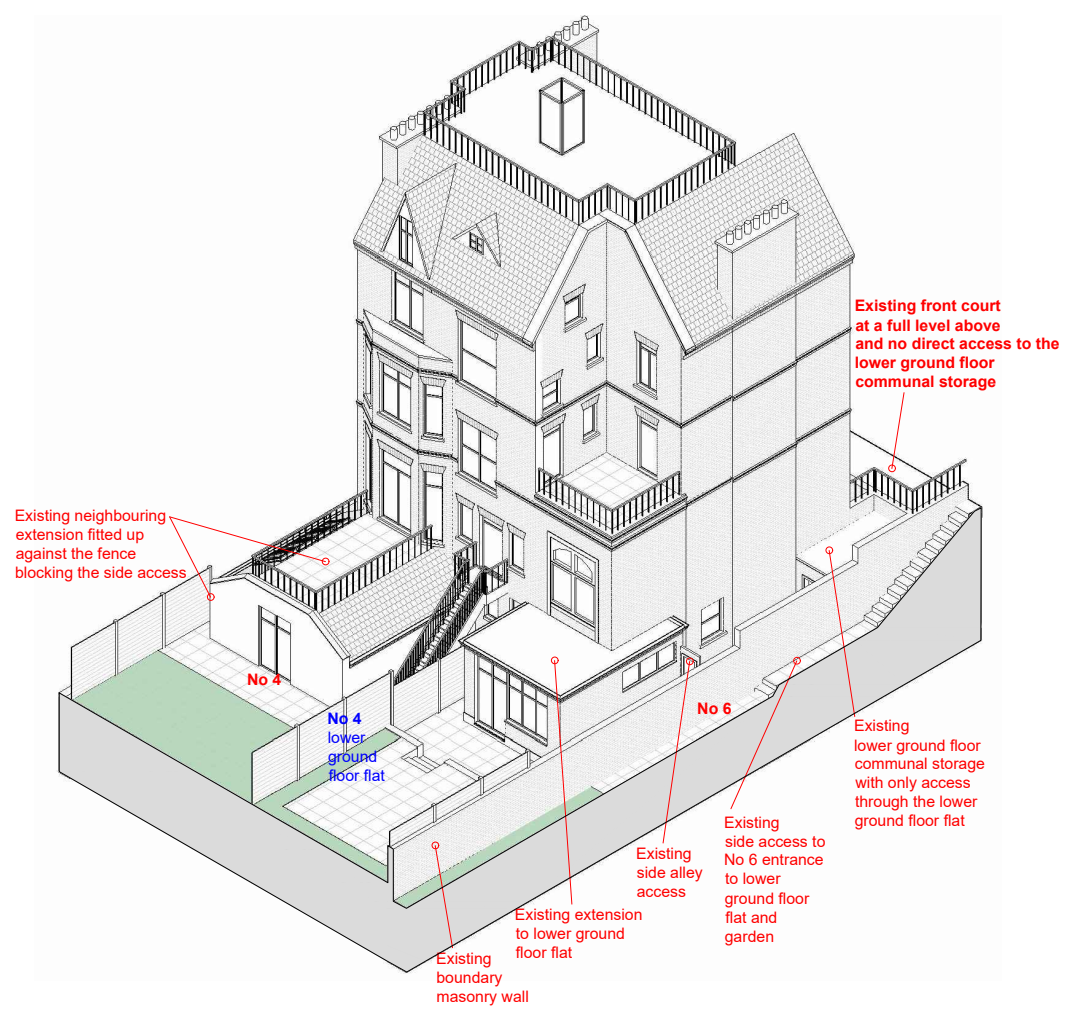 Existing front court
at a full level above
and no direct access to the
lower ground floor
communal storage
Existing neighbouring
extension fitted up
against the fence
blocking the side access
No 4
No 4
lower
ground
floor flat
No 6
Existing
lower ground floor
communal storage
with only access
through the lower
ground floor flat
Existing
side access to
No 6 entrance
to lower
ground floor
flat and
garden
Existing
side alley
access
Existing extension
to lower ground
floor flat
Existing
boundary
masonry wall